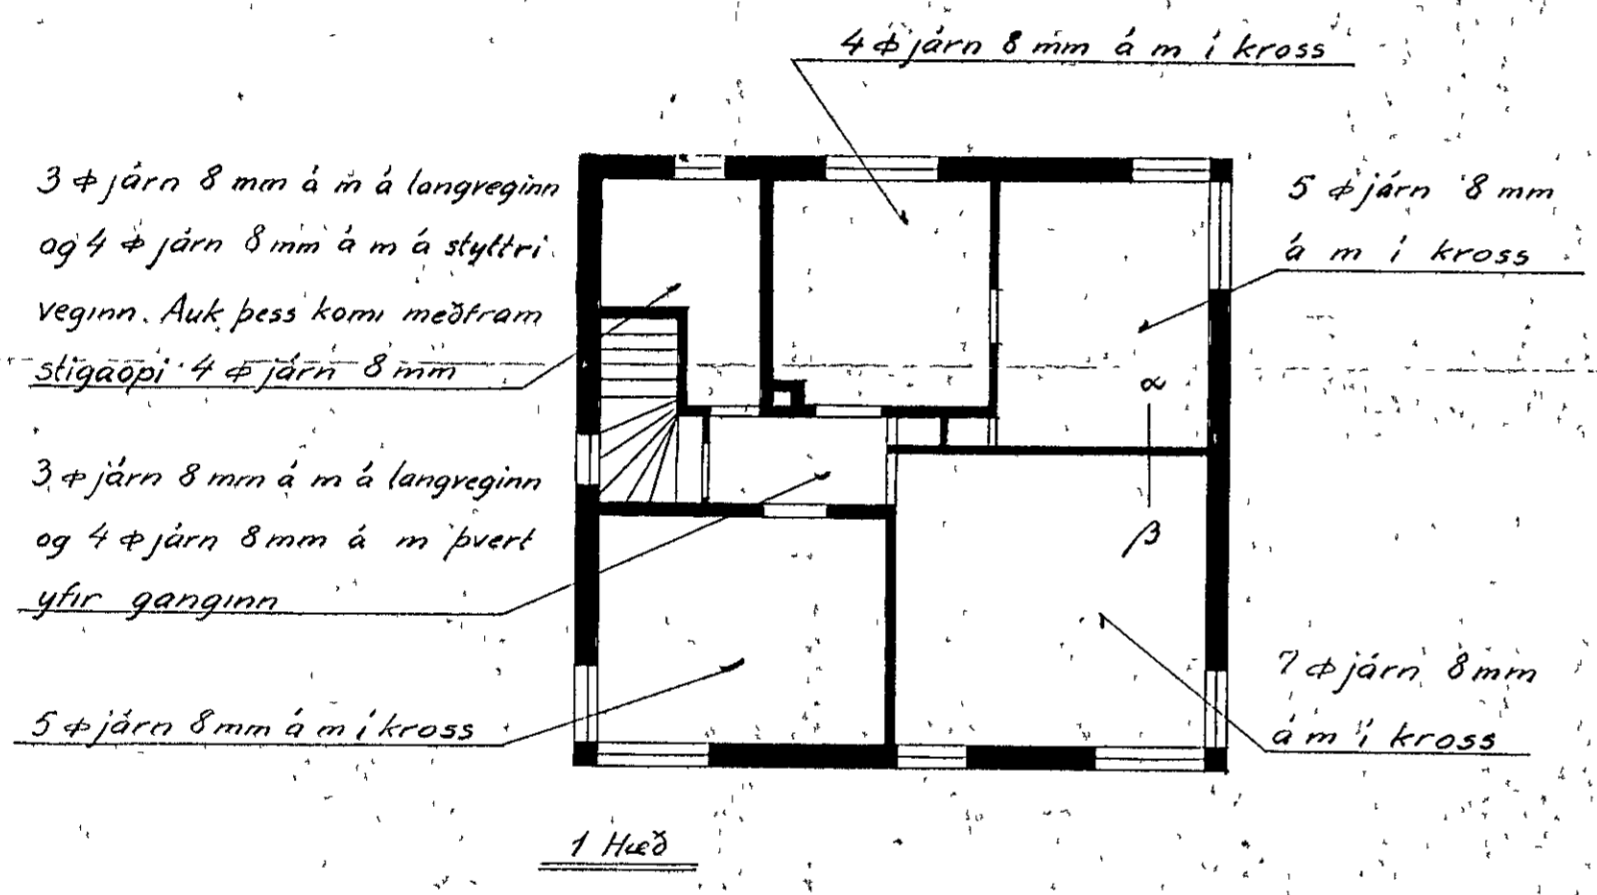 4 ϕ járn 8 mm á m í kross
3 ϕ járn 8 mm á m á langveginn
og 4 ϕ járn 8 mm á m á styttri
veginn. Auk þess komi meðfram
stigaopi 4 ϕ járn 8 mm
5 ϕ járn 8 mm
á m í kross
α
β
3 ϕ járn 8 mm á m á langveginn
og 4 ϕ járn 8 mm á m þvert
yfir ganginn
5 ϕ járn 8 mm á m í kross
7 ϕ járn 8 mm
á m í kross
1 Hæð